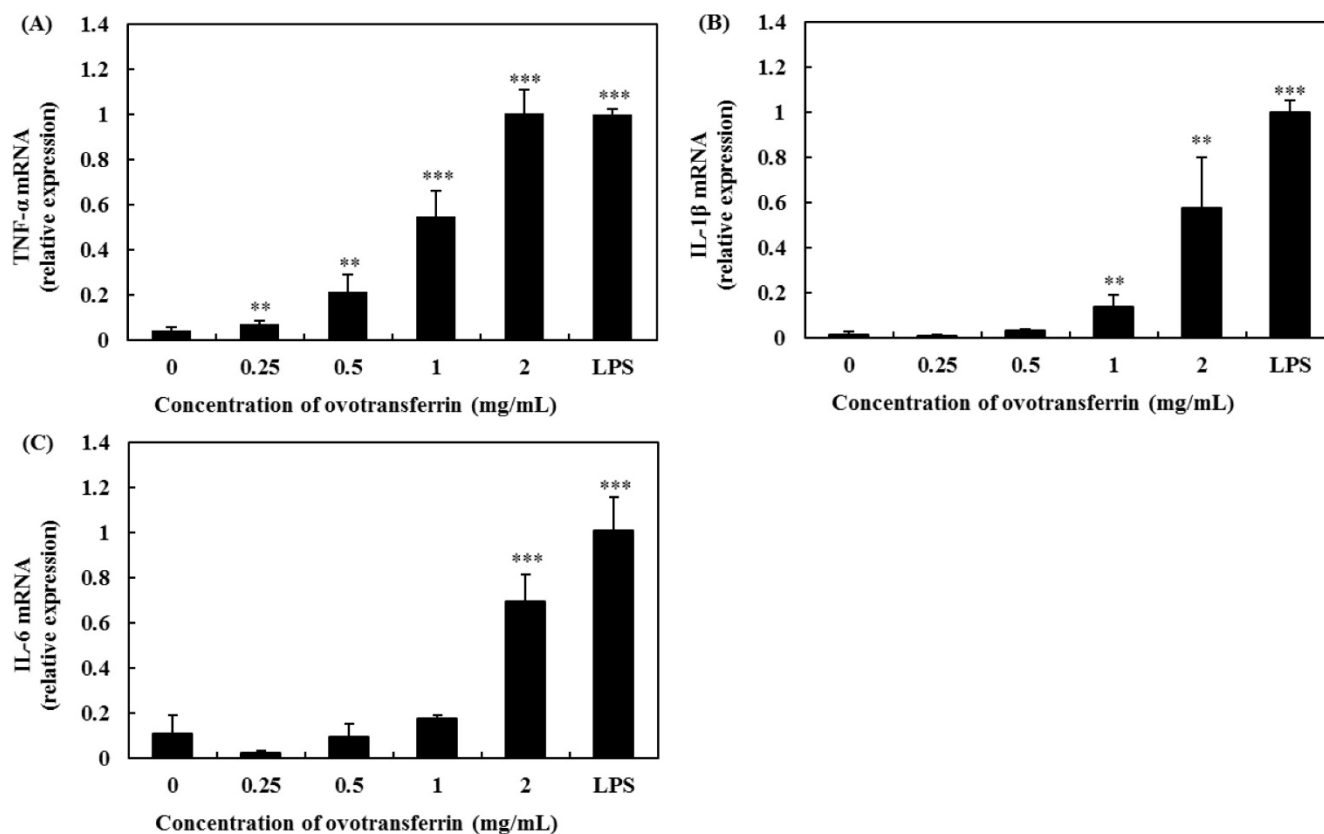 (A)
TNF-α mRNA
(relative expression)
1.4
1.2
1
0.8
0.6
0.4
0.2
0
**
**
***
***
***
0 0.25 0.5 1 2 LPS
Concentration of ovotransferrin (mg/mL)
(B)
IL-1β mRNA
(relative expression)
1.4
1.2
1
0.8
0.6
0.4
0.2
0
**
**
***
0 0.25 0.5 1 2 LPS
Concentration of ovotransferrin (mg/mL)
(C)
IL-6 mRNA
(relative expression)
1.4
1.2
1
0.8
0.6
0.4
0.2
0
***
***
0 0.25 0.5 1 2 LPS
Concentration of ovotransferrin (mg/mL)